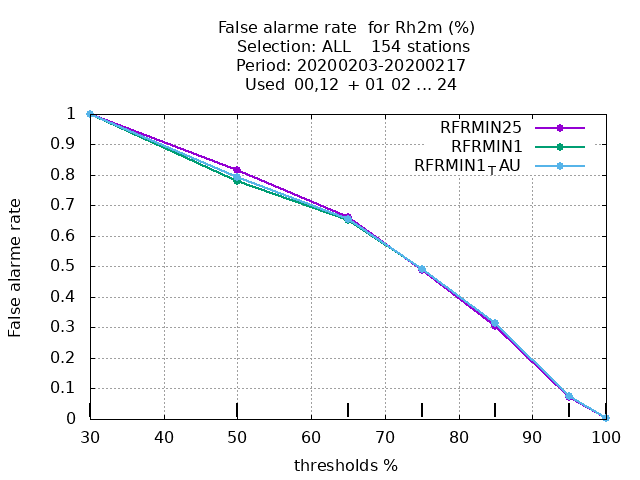 False alarme rate  for Rh2m (%)
Selection: ALL    154 stations
Period: 20200203-20200217
Used  00,12  + 01 02 ... 24
RFRMIN25
RFRMIN1
RFRMIN1TAU
1
0.9
0.8
0.7
0.6
0.5
0.4
0.3
0.2
0.1
0
False alarme rate
30 40 50 60 70 80 90 100
thresholds %